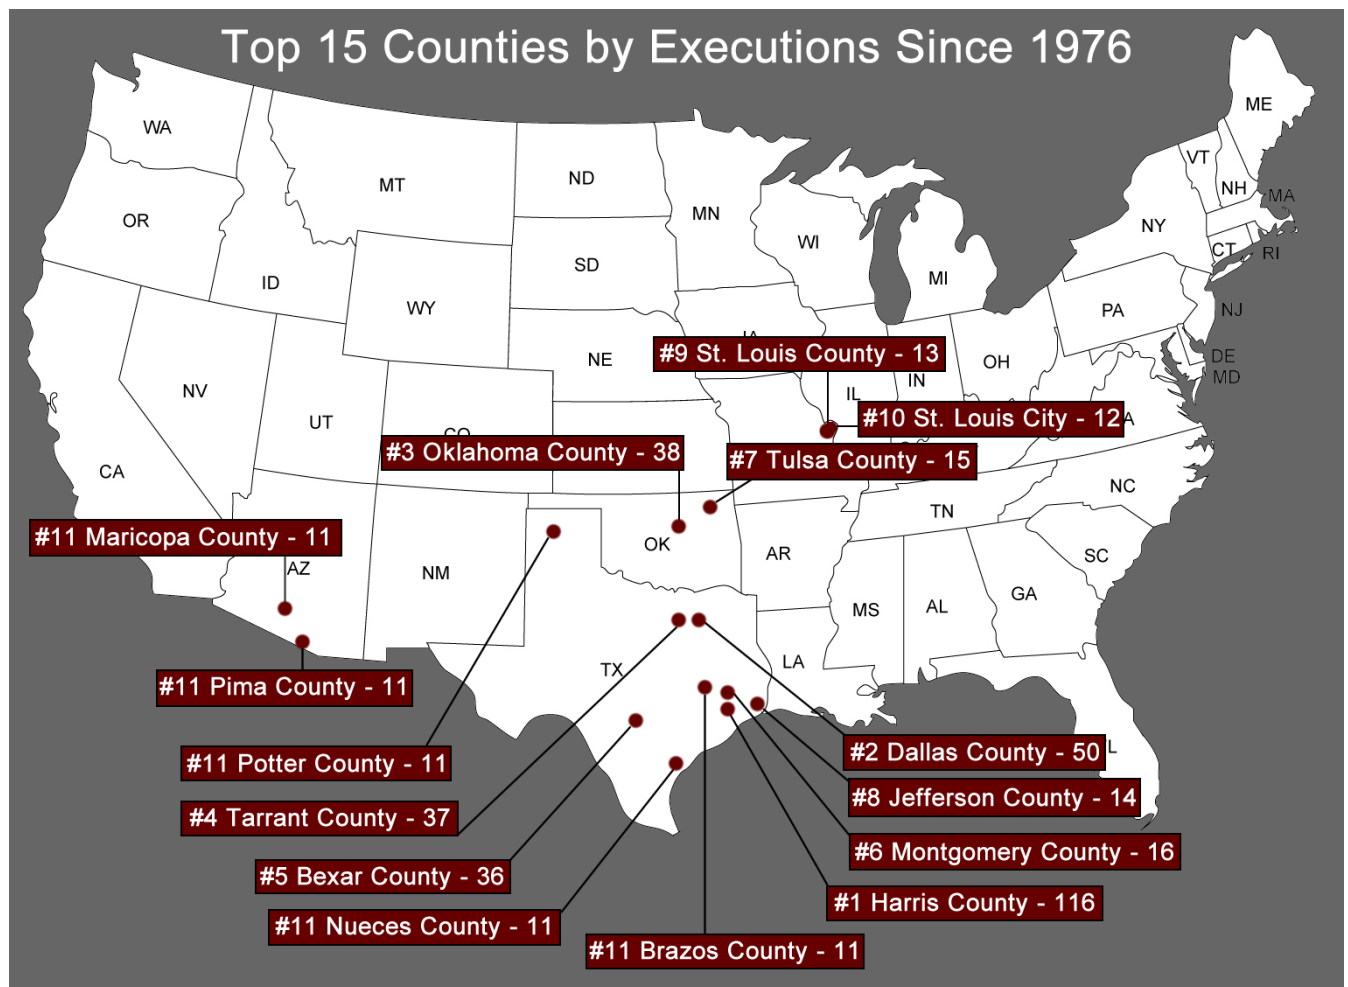 Top 15 Counties by Executions Since 1976
ME
WA
VT
MT
ND
NH
MA
MN
OR
NY
WI
CT
RI
SD
MI
ID
WY
PA
NJ
IA
#9 St. Louis County - 13
DE
NE
OH
MD
IN
NV
IL
UT
#10 St. Louis City - 12
CO
#3 Oklahoma County - 38
#7 Tulsa County - 15
CA
NC
TN
#11 Maricopa County - 11
OK
AR
SC
AZ
NM
GA
MS
AL
LA
TX
#11 Pima County - 11
#2 Dallas County - 50
#11 Potter County - 11
#8 Jefferson County - 14
#4 Tarrant County - 37
#6 Montgomery County - 16
#5 Bexar County - 36
#1 Harris County - 116
#11 Nueces County - 11
#11 Brazos County - 11